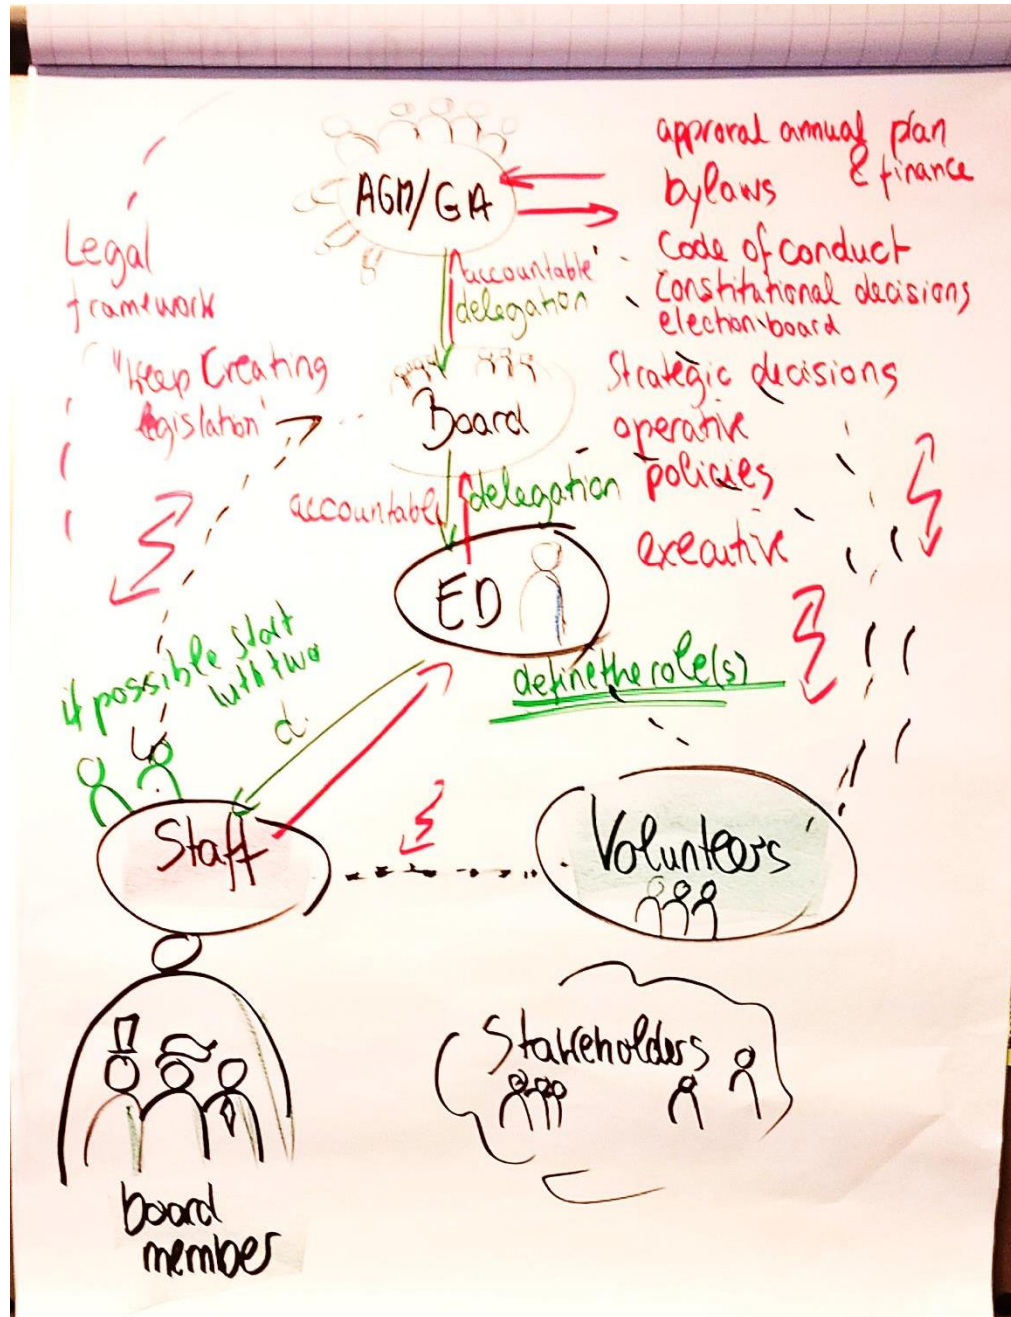 approval annual plan
& finance
AGM/GA
bylaws
Legal
framework
Code of conduct
Constitutional decisions
election board
"accountable"
delegation
"keep Creating
legislation"
Strategic decisions
Board
operative
policies
accountable
delegation
executive
ED
if possible start
with two
define the role(s)
d.
Staff
Volunteers
Stakeholders
board
member